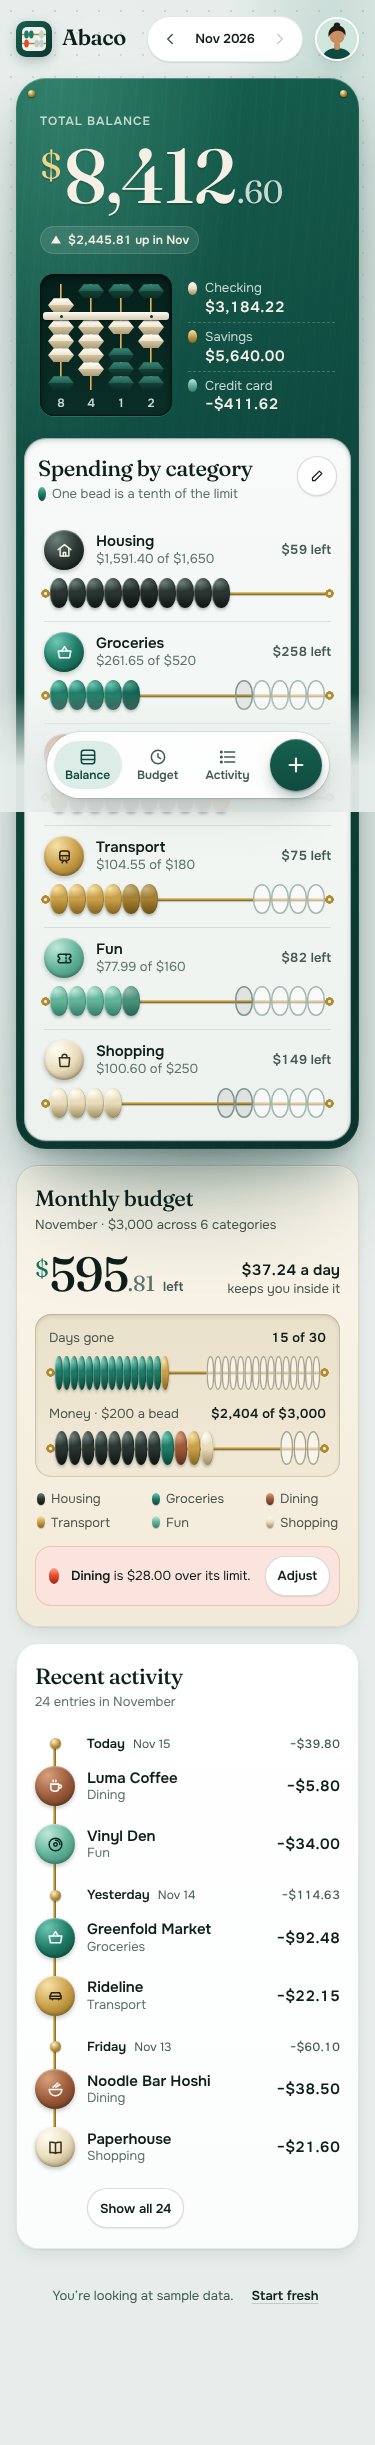 Abaco
Nov 2026
TOTAL BALANCE
$8,412.60
$2,445.81 up in Nov
8 4 1 2
Checking
$3,184.22
Savings
$5,640.00
Credit card
−$411.62
Spending by category
One bead is a tenth of the limit
Housing
$1,591.40 of $1,650
$59 left
Groceries
$261.65 of $520
$258 left
Balance
Budget
Activity
Transport
$104.55 of $180
$75 left
Fun
$77.99 of $160
$82 left
Shopping
$100.60 of $250
$149 left
Monthly budget
November · $3,000 across 6 categories
$595.81 left
$37.24 a day
keeps you inside it
Days gone
15 of 30
Money · $200 a bead
$2,404 of $3,000
Housing
Groceries
Dining
Transport
Fun
Shopping
Dining is $28.00 over its limit.
Adjust
Recent activity
24 entries in November
Today Nov 15
−$39.80
Luma Coffee
Dining
−$5.80
Vinyl Den
Fun
−$34.00
Yesterday Nov 14
−$114.63
Greenfold Market
Groceries
−$92.48
Rideline
Transport
−$22.15
Friday Nov 13
−$60.10
Noodle Bar Hoshi
Dining
−$38.50
Paperhouse
Shopping
−$21.60
Show all 24
You’re looking at sample data.
Start fresh